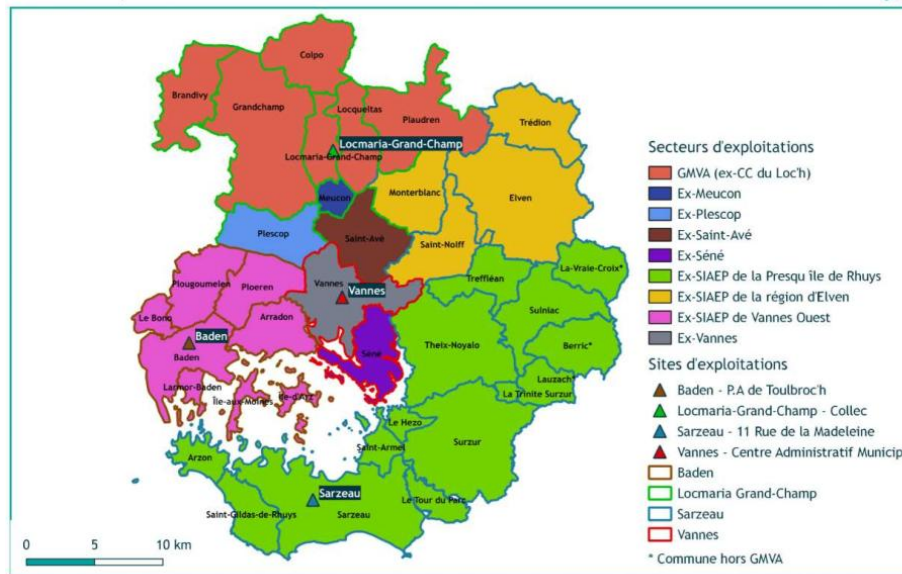 Colpo
Brandivy
Grandchamp
Locqueltas
Plaudren
Trédion
Locmaria-Grand-Champ
Locmaria-Grand-Champ
Meucon
Monterblanc
Elven
Plescop
Saint-Avé
Saint-Nolff
Treffléan
La-Vraie-Croix*
Plougoumelen
Ploeren
Vannes
Vannes
Sulniac
Le Bono
Baden
Arradon
Séné
Theix-Noyalo
Berric*
Baden
Larmor-Baden
Île-aux-Moines
Île-d'Arz
Lauzach*
La Trinite Surzur
Le Hezo
Saint-Armel
Surzur
Arzon
Sarzeau
Saint-Gildas-de-Rhuys
Sarzeau
Le Tour du Parc
0 5 10 km
Secteurs d'exploitations
GMVA (ex-CC du Loc'h)
Ex-Meucon
Ex-Plescop
Ex-Saint-Avé
Ex-Séné
Ex-SIAEP de la Presqu île de Rhuys
Ex-SIAEP de la région d'Elven
Ex-SIAEP de Vannes Ouest
Ex-Vannes
Sites d'exploitations
Baden - P.A de Toulbroc'h
Locmaria-Grand-Champ - Collec
Sarzeau - 11 Rue de la Madeleine
Vannes - Centre Administratif Municip
Baden
Locmaria Grand-Champ
Sarzeau
Vannes
* Commune hors GMVA